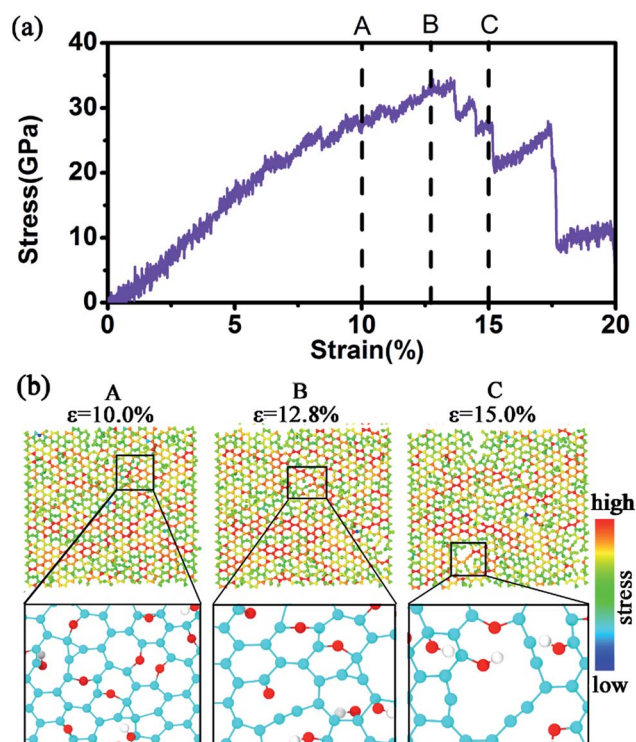 (a)
A B C
40
30
20
10
0
Stress(GPa)
0 5 10 15 20
Strain(%)
(b)
A B C
ε=10.0% ε=12.8% ε=15.0%
high
stress
low